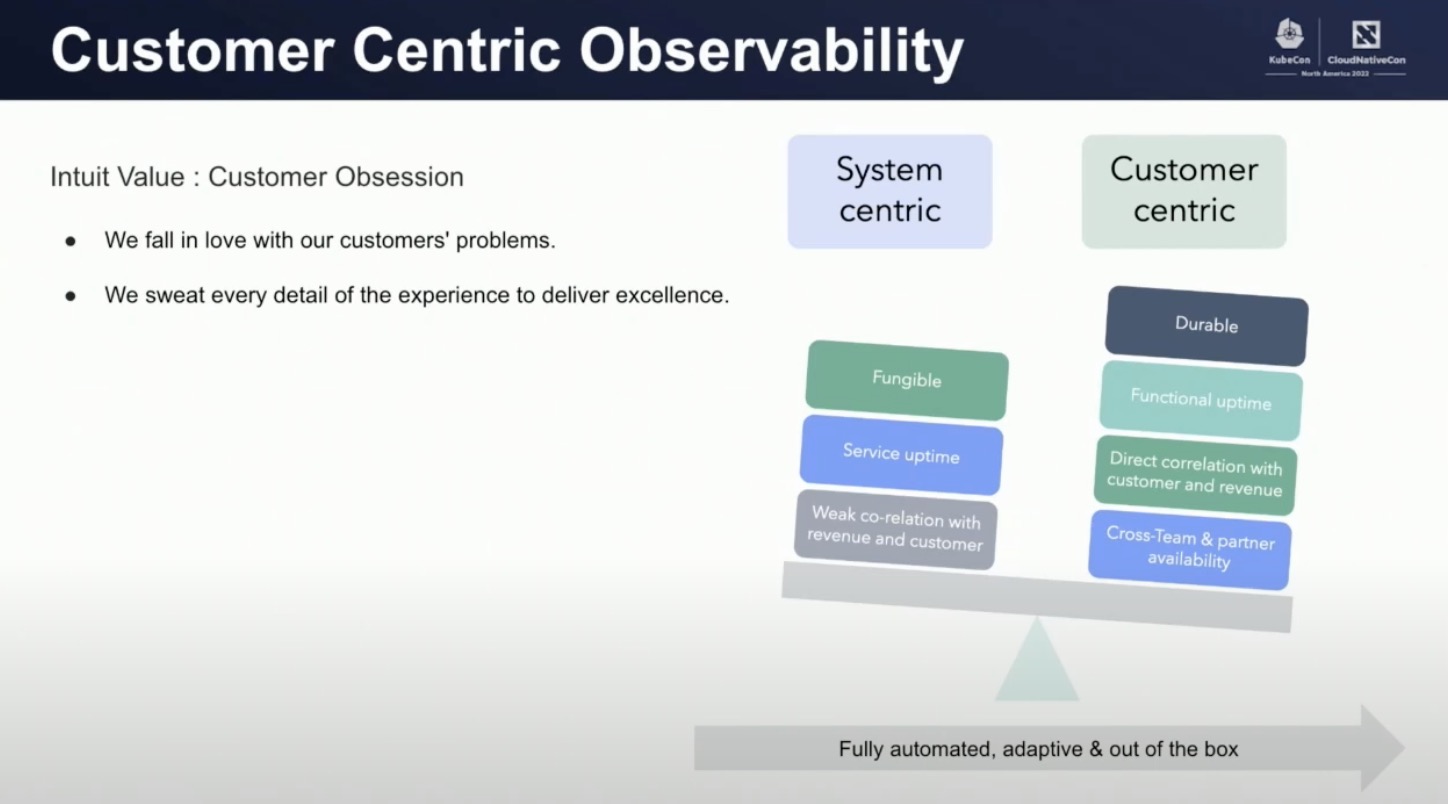 Customer Centric Observability
KubeCon
CloudNativeCon
North America 2022
Intuit Value : Customer Obsession
● We fall in love with our customers' problems.
● We sweat every detail of the experience to deliver excellence.
System
centric
Fungible
Service uptime
Weak co-relation with
revenue and customer
Customer
centric
Durable
Functional uptime
Direct correlation with
customer and revenue
Cross-Team & partner
availability
Fully automated, adaptive & out of the box